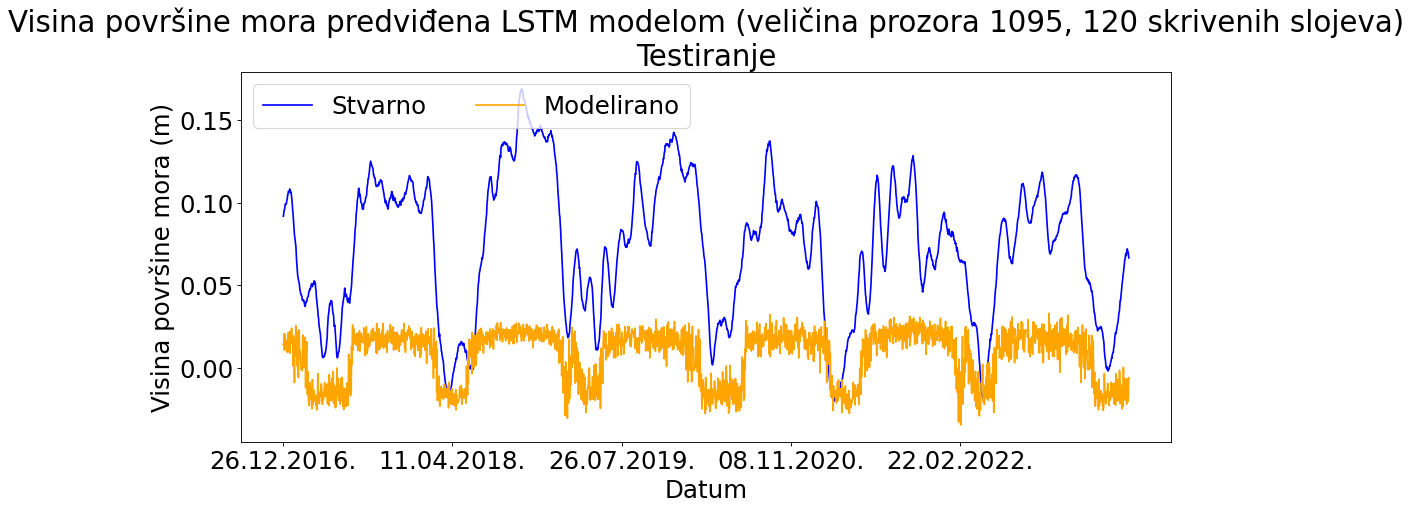 Visina površine mora predviđena LSTM modelom (veličina prozora 1095, 120 skrivenih slojeva)
Testiranje
Stvarno
Modelirano
Visina površine mora (m)
0.15
0.10
0.05
0.00
26.12.2016.
11.04.2018.
26.07.2019.
08.11.2020.
22.02.2022.
Datum